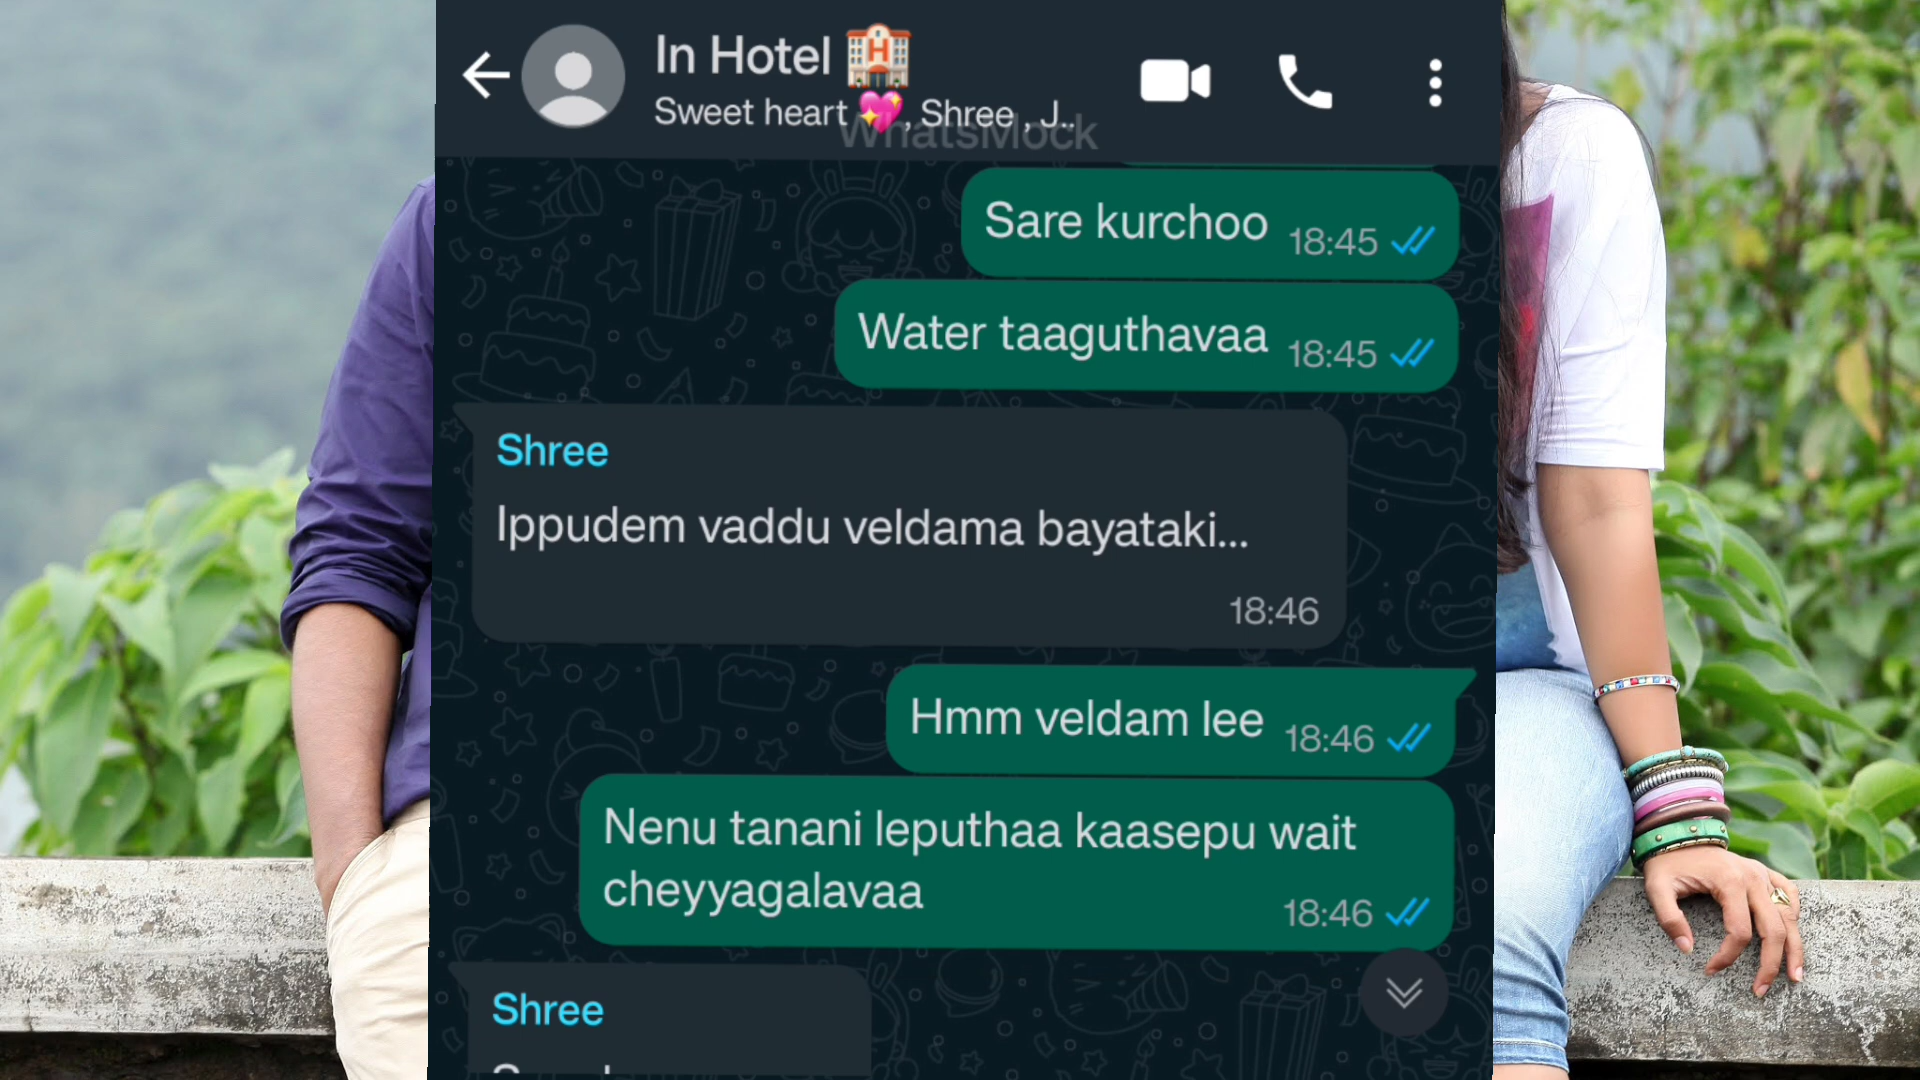 In Hotel 🏨
Sweet heart 💖, Shree , J..
WhatsMock
Sare kurchoo 18:45
Water taaguthavaa 18:45
Shree
Ippudem vaddu veldama bayataki...
18:46
Hmm veldam lee 18:46
Nenu tanani leputhaa kaasepu wait
cheyyagalavaa 18:46
Shree